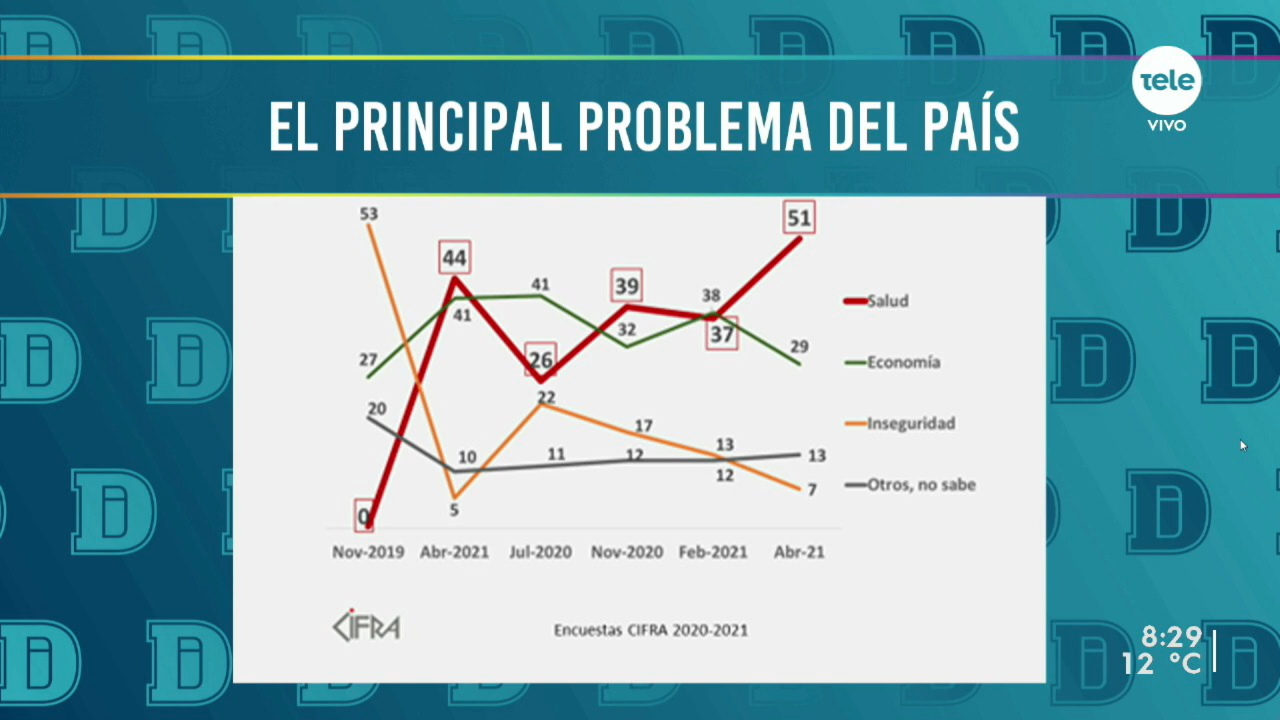 EL PRINCIPAL PROBLEMA DEL PAÍS
tele
VIVO
53
51
44
41
39
38
41
32
37
29
27
26
22
20
17
13
10
11
12
13
12
7
5
0
Salud
Economía
Inseguridad
Otros, no sabe
Nov-2019 Abr-2021 Jul-2020 Nov-2020 Feb-2021 Abr-21
CIFRA
Encuestas CIFRA 2020-2021
8:29
12 °C